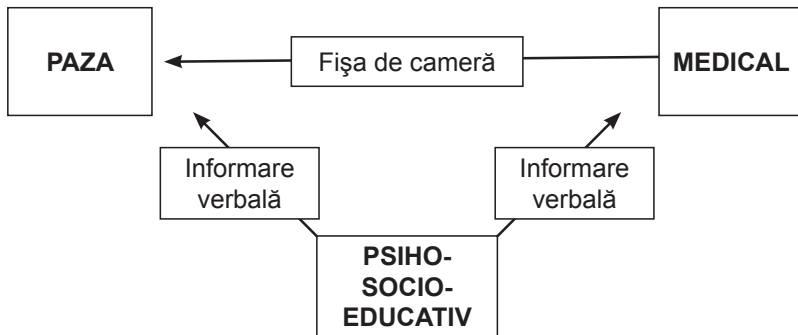 PAZA
Fişa de cameră
MEDICAL
Informare
verbală
Informare
verbală
PSIHO-
SOCIO-
EDUCATIV